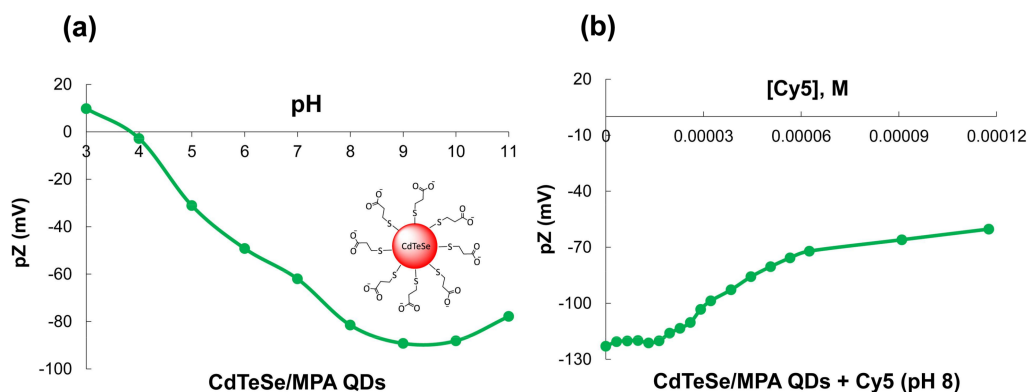 (a)
pH
20
0
-20
-40
-60
-80
-100
3 4 5 6 7 8 9 10 11
pZ (mV)
CdTeSe
O O⁻
S
O O⁻
S
O O⁻
S
O O⁻
S
O O⁻
S
O O⁻
S
O O⁻
S
O O⁻
S
CdTeSe/MPA QDs
(b)
[Cy5], M
20
-10
-40
-70
-100
-130
0 0.00003 0.00006 0.00009 0.00012
pZ (mV)
CdTeSe/MPA QDs + Cy5 (pH 8)